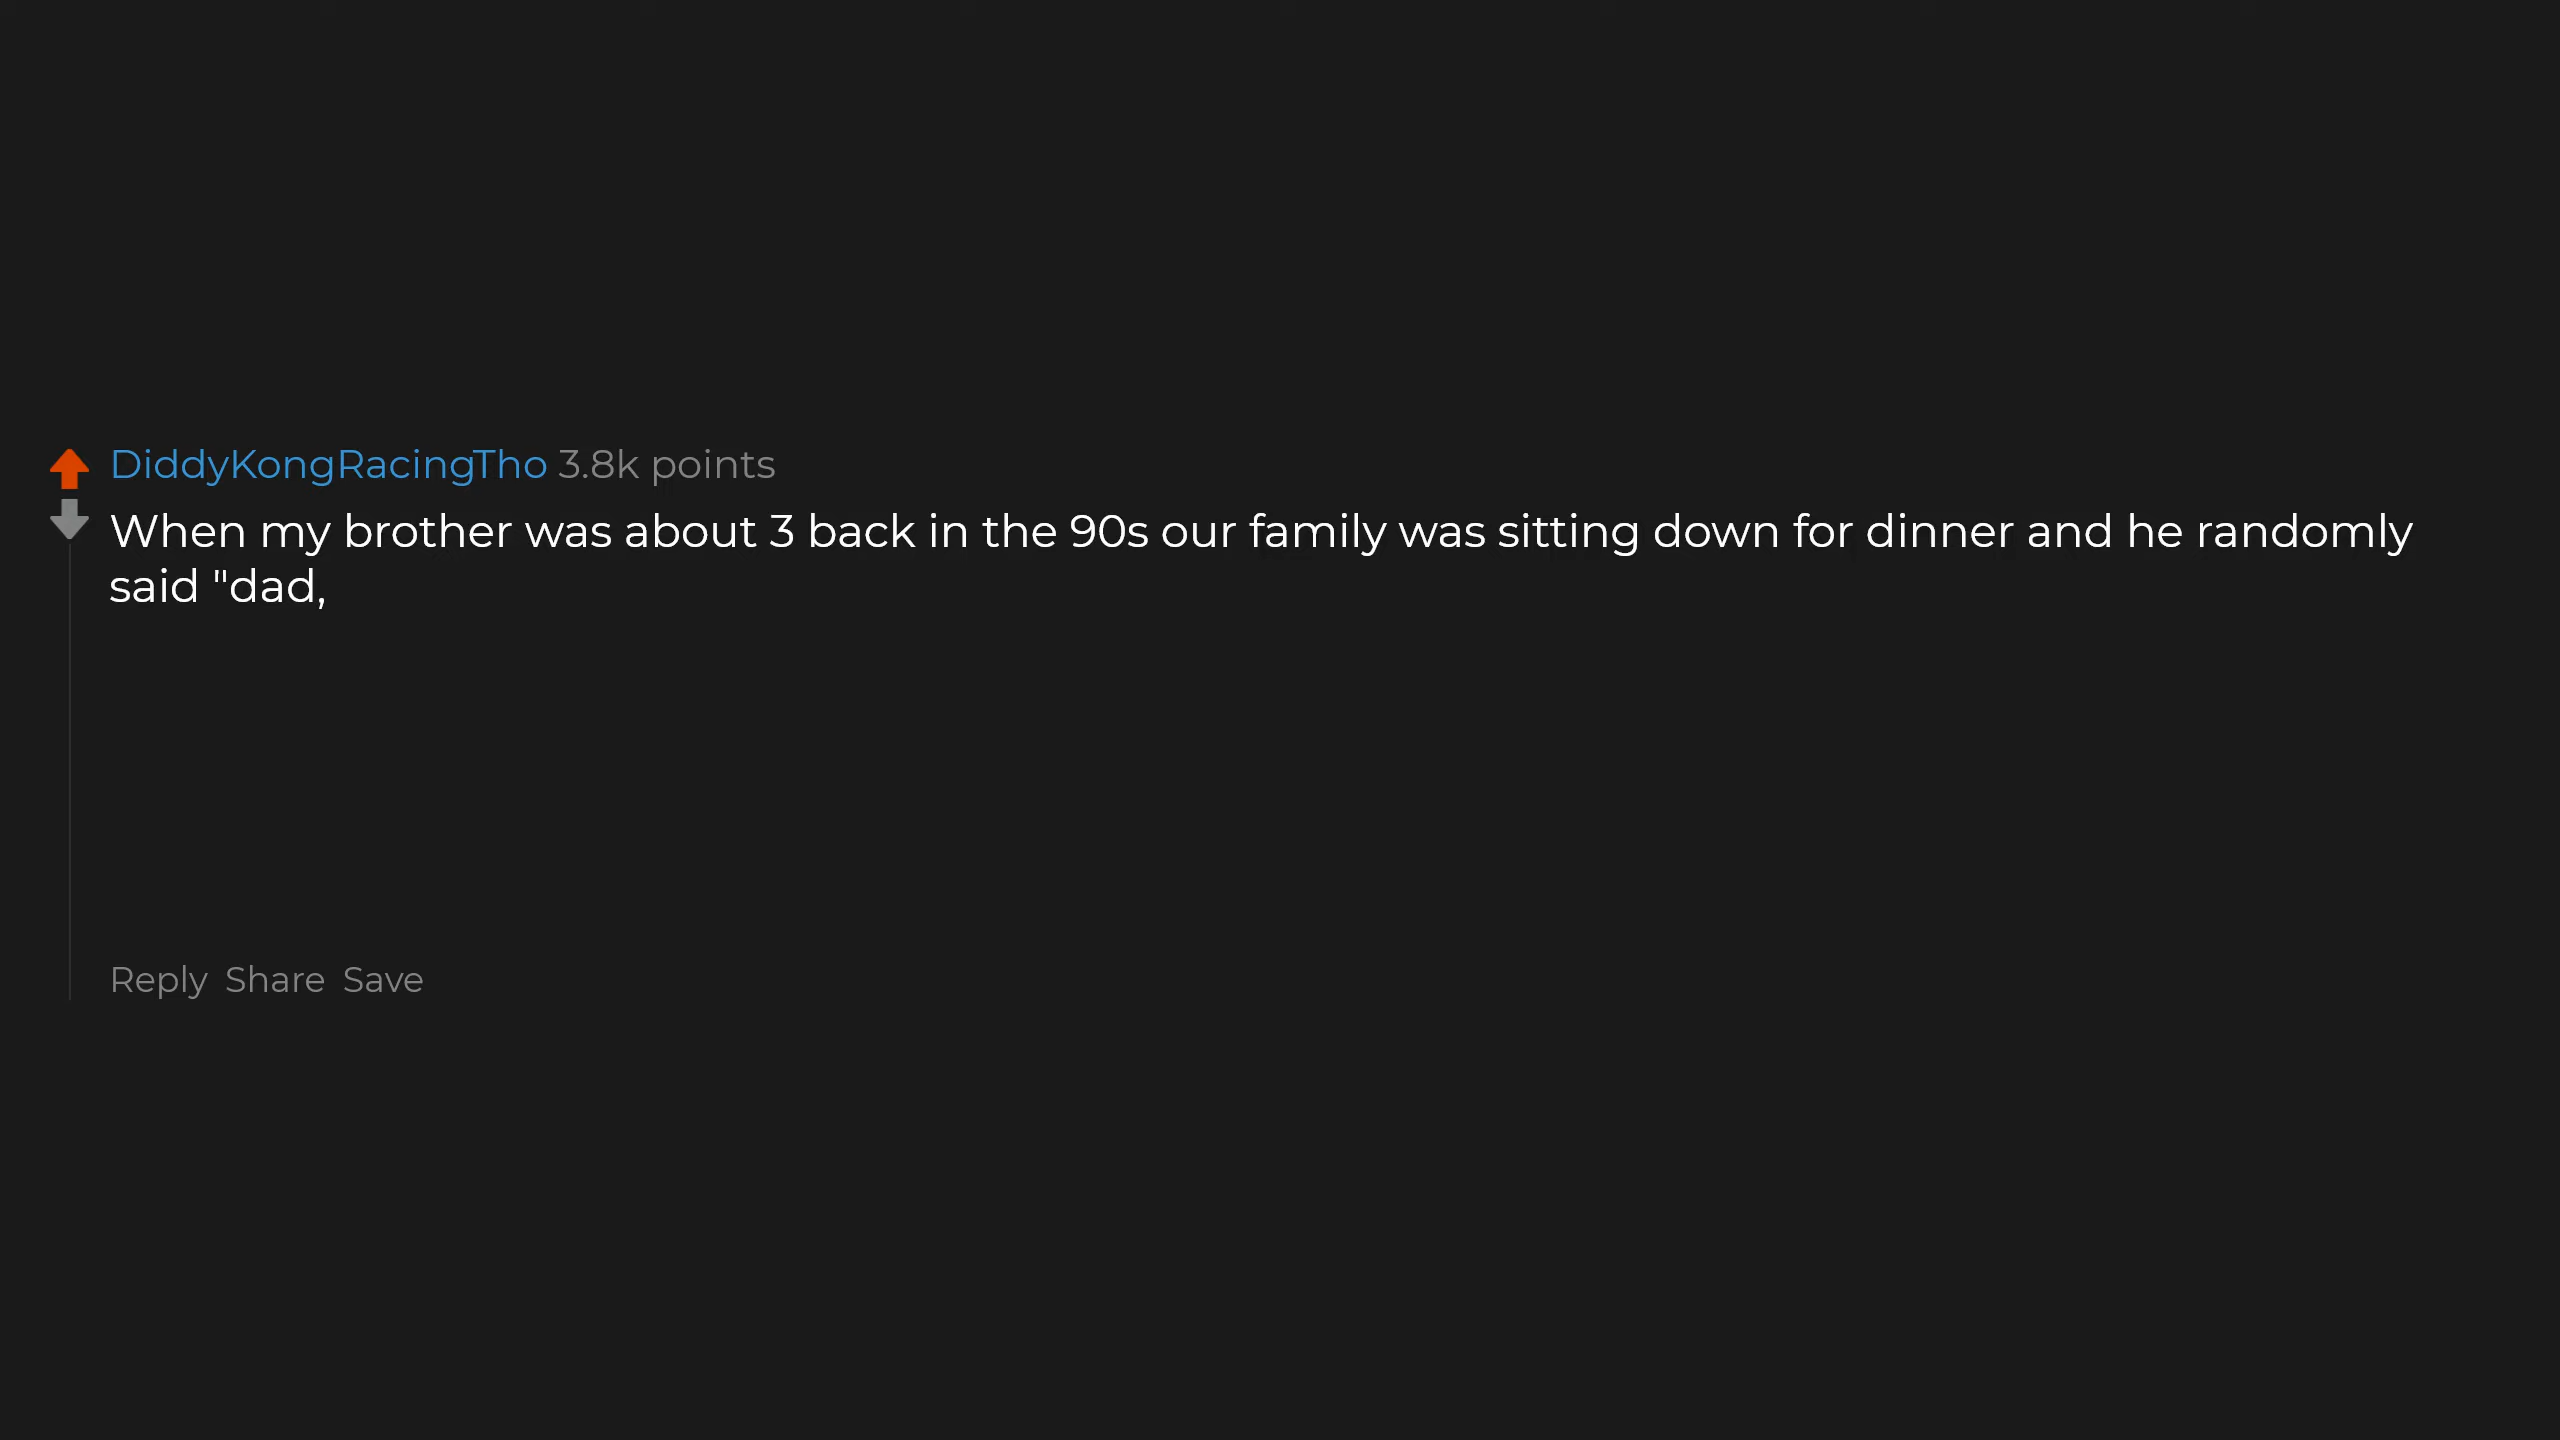 DiddyKongRacingTho 3.8k points
When my brother was about 3 back in the 90s our family was sitting down for dinner and he randomly
said "dad,
Reply Share Save